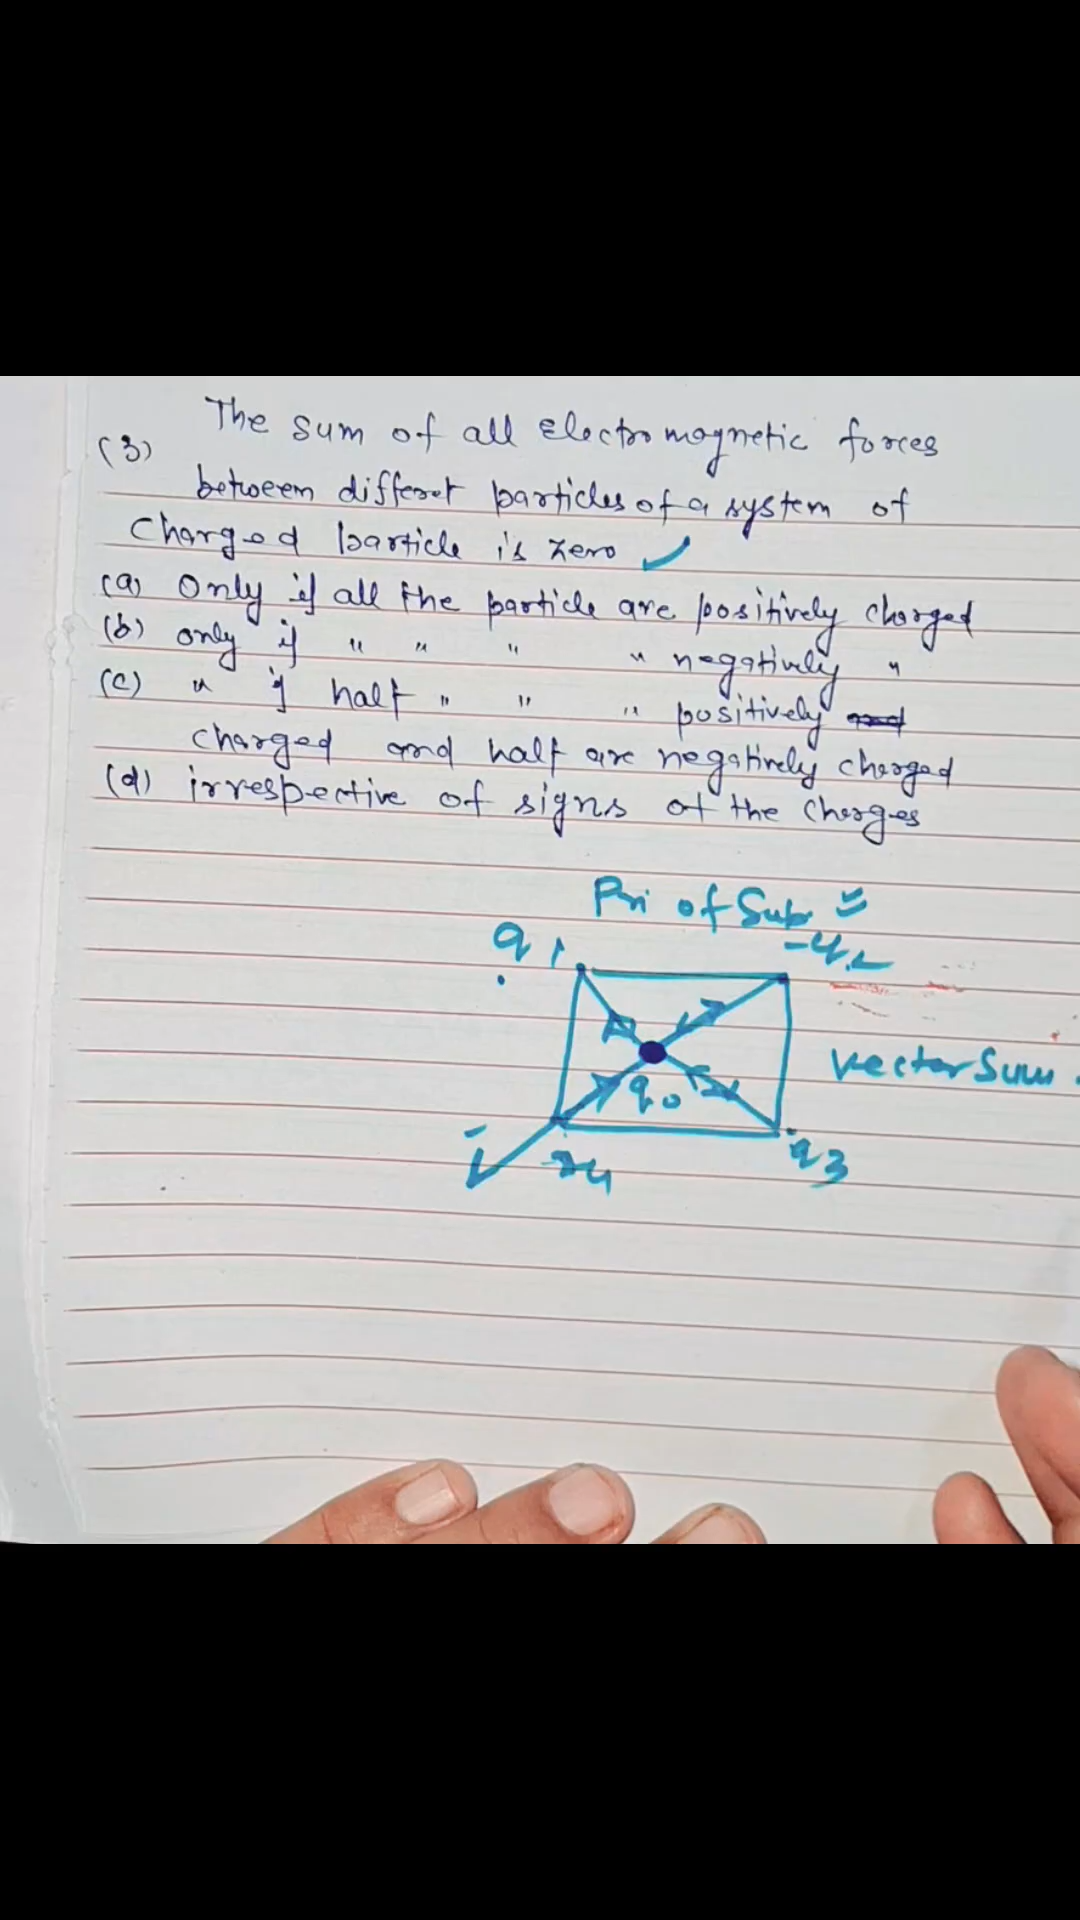 The sum of all Electromagnetic forces
(3)
between differet particles of a system of
Charged particle is zero ✓
(a) Only if all the particle are positively charged
(b) only if " " " " negatively "
(c) " if half " " " positively
charged and half are negatively charged
(d) irrespective of signs of the charges
Pri of Sup
q1
vector Sum
q0
q3